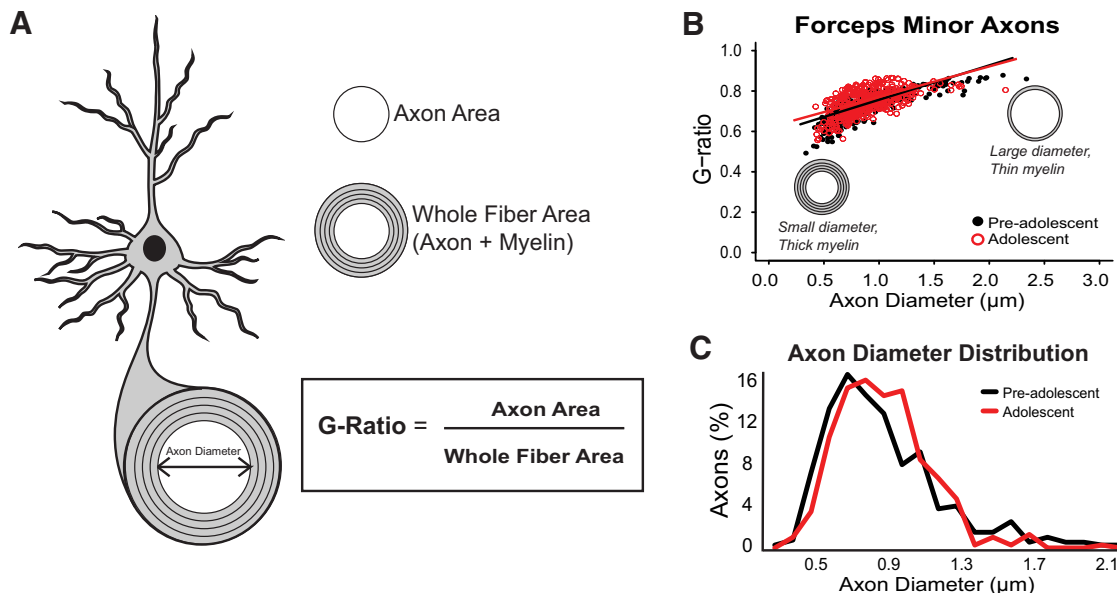 A
Axon Area
Whole Fiber Area
(Axon + Myelin)
Axon Diameter
G-Ratio = Axon Area
Whole Fiber Area
B
Forceps Minor Axons
G-ratio
1.0
0.8
0.6
0.4
0.2
0.0
Large diameter,
Thin myelin
Small diameter,
Thick myelin
Pre-adolescent
Adolescent
0.0 0.5 1.0 1.5 2.0 2.5 3.0
Axon Diameter (µm)
C
Axon Diameter Distribution
Axons (%)
16
12
8
4
0
Pre-adolescent
Adolescent
0.5 0.9 1.3 1.7 2.1
Axon Diameter (µm)